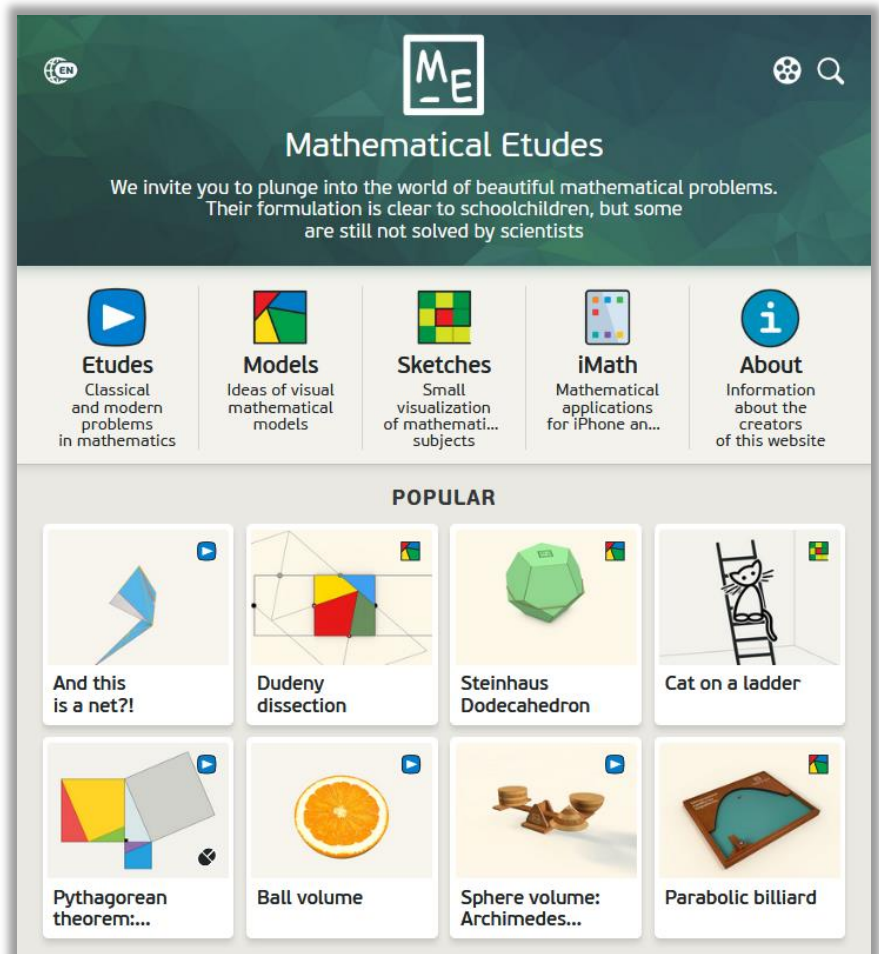 EN
M
E
Mathematical Etudes
We invite you to plunge into the world of beautiful mathematical problems.
Their formulation is clear to schoolchildren, but some
are still not solved by scientists
Etudes
Classical
and modern
problems
in mathematics
Models
Ideas of visual
mathematical
models
Sketches
Small
visualization
of mathemati...
subjects
iMath
Mathematical
applications
for iPhone an...
About
Information
about the
creators
of this website
POPULAR
And this
is a net?!
Dudeny
dissection
Steinhaus
Dodecahedron
Cat on a ladder
Pythagorean
theorem:...
Ball volume
Sphere volume:
Archimedes...
Parabolic billiard